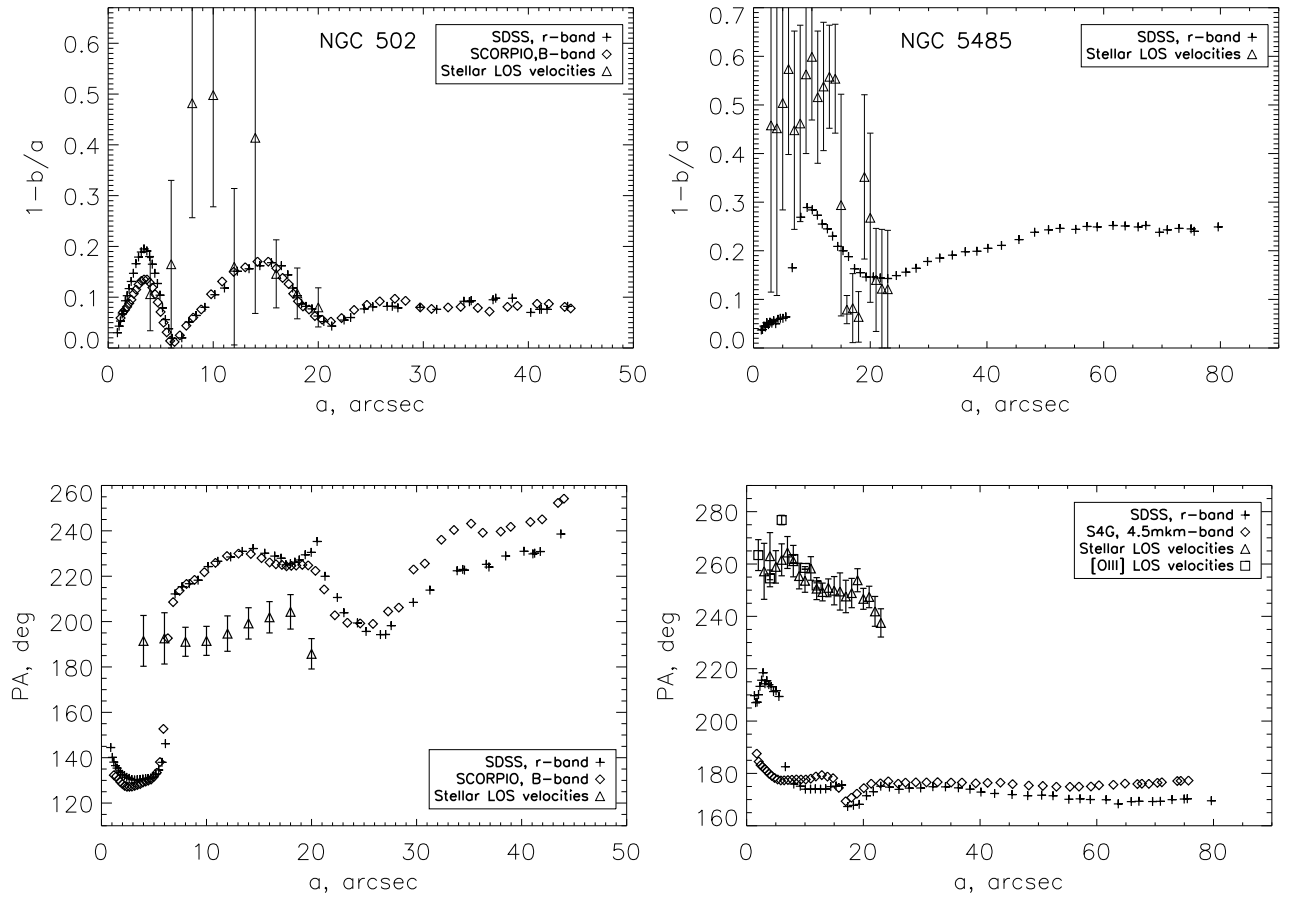 NGC 502
SDSS, r-band +
SCORPIO,B-band ◇
Stellar LOS velocities △
1-b/a
0.6
0.5
0.4
0.3
0.2
0.1
0.0
0 10 20 30 40 50
a, arcsec
NGC 5485
SDSS, r-band +
Stellar LOS velocities △
1-b/a
0.7
0.6
0.5
0.4
0.3
0.2
0.1
0.0
0 20 40 60 80
a, arcsec
PA, deg
260
240
220
200
180
160
140
120
SDSS, r-band +
SCORPIO, B-band ◇
Stellar LOS velocities △
0 10 20 30 40 50
a, arcsec
PA, deg
280
260
240
220
200
180
160
SDSS, r-band +
S4G, 4.5mkm-band ◇
Stellar LOS velocities △
[OIII] LOS velocities □
0 20 40 60 80
a, arcsec